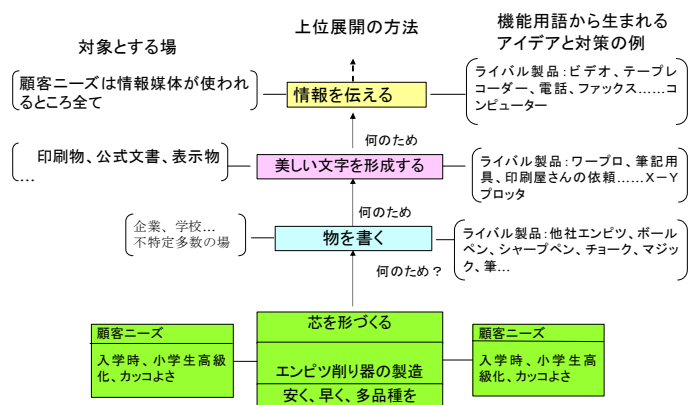 対象とする場
上位展開の方法
機能用語から生まれる
アイデアと対策の例
顧客ニーズは情報媒体が使われ
るところ全て
情報を伝える
ライバル製品:ビデオ、テープレ
コーダー、電話、ファックス……コ
ンピューター
何のため
印刷物、公式文書、表示物
…
美しい文字を形成する
ライバル製品:ワープロ、筆記用
具、印刷屋さんの依頼……X-Y
プロッタ
何のため
企業、学校…
不特定多数の場
物を書く
ライバル製品:他社エンピツ、ボール
ペン、シャープペン、チョーク、マジッ
ク、筆…
何のため?
芯を形づくる
エンピツ削り器の製造
安く、早く、多品種を
顧客ニーズ
入学時、小学生高級
化、カッコよさ
顧客ニーズ
入学時、小学生高
級化、カッコよさ